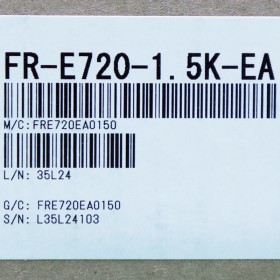 FR-E720-1.5K-EA
M/C: FRE720EA0150
L/N: 35L24
G/C: FRE720EA0150
S/N: L35L24103